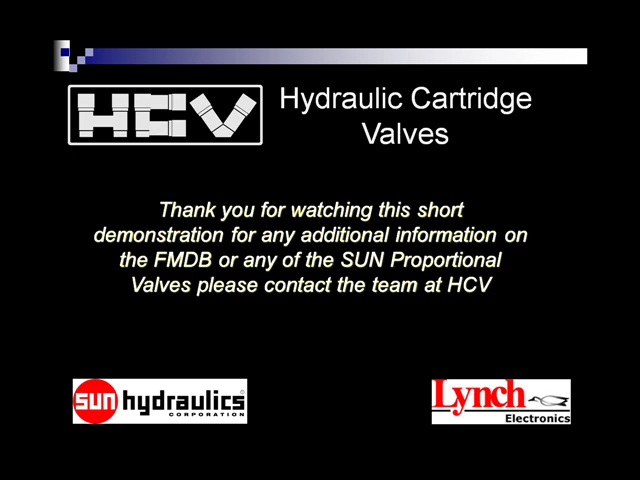 HCV
Hydraulic Cartridge
Valves
Thank you for watching this short
demonstration for any additional information on
the FMDB or any of the SUN Proportional
Valves please contact the team at HCV
sun hydraulics
CORPORATION
Lynch
Electronics